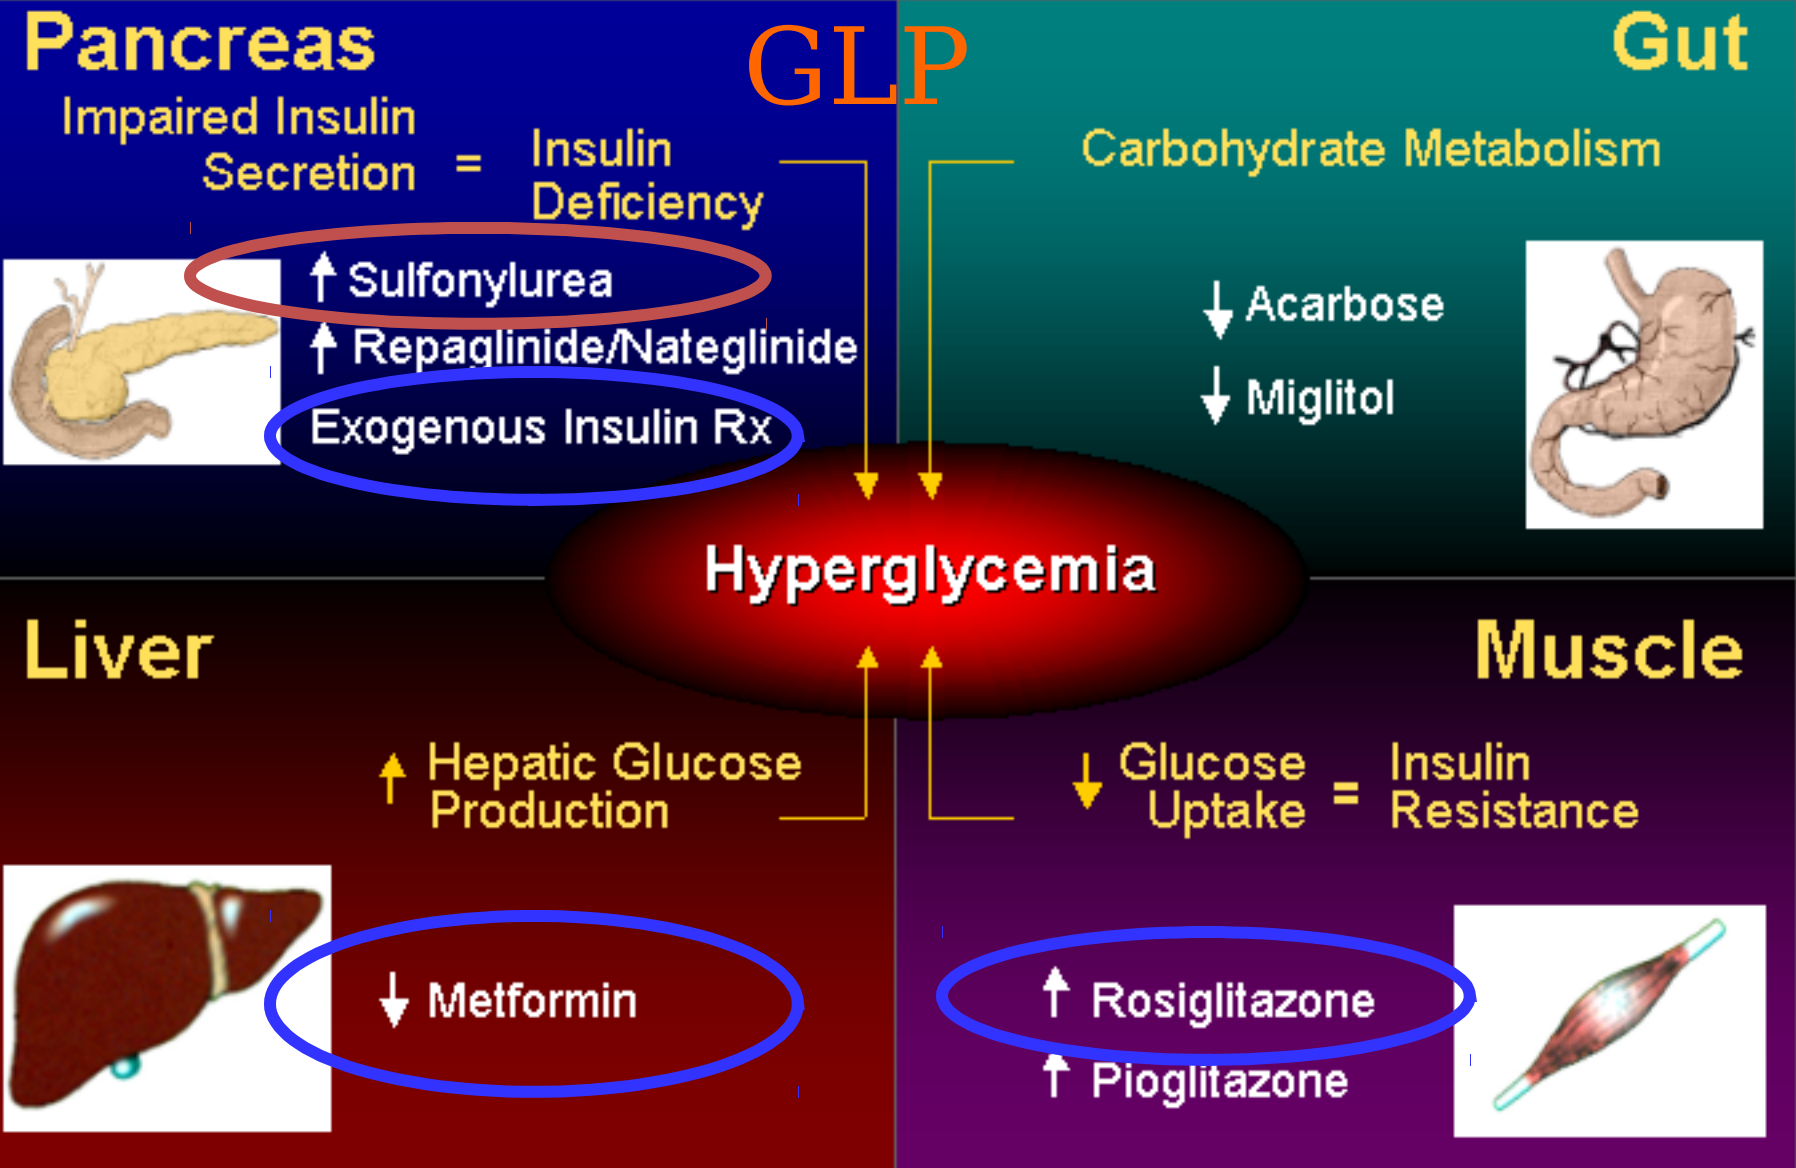 Pancreas
GLP
Gut
Impaired Insulin
Secretion
=
Insulin
Deficiency
Carbohydrate Metabolism
↑ Sulfonylurea
↑ Repaglinide/Nateglinide
Exogenous Insulin Rx
↓ Acarbose
↓ Miglitol
Hyperglycemia
Liver
Muscle
↑ Hepatic Glucose
Production
↓ Glucose
Uptake
=
Insulin
Resistance
↓ Metformin
↑ Rosiglitazone
↑ Pioglitazone